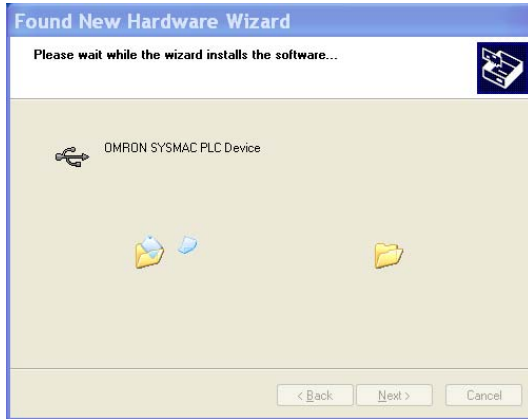 Found New Hardware Wizard
Please wait while the wizard installs the software...
OMRON SYSMAC PLC Device
< Back
Next >
Cancel